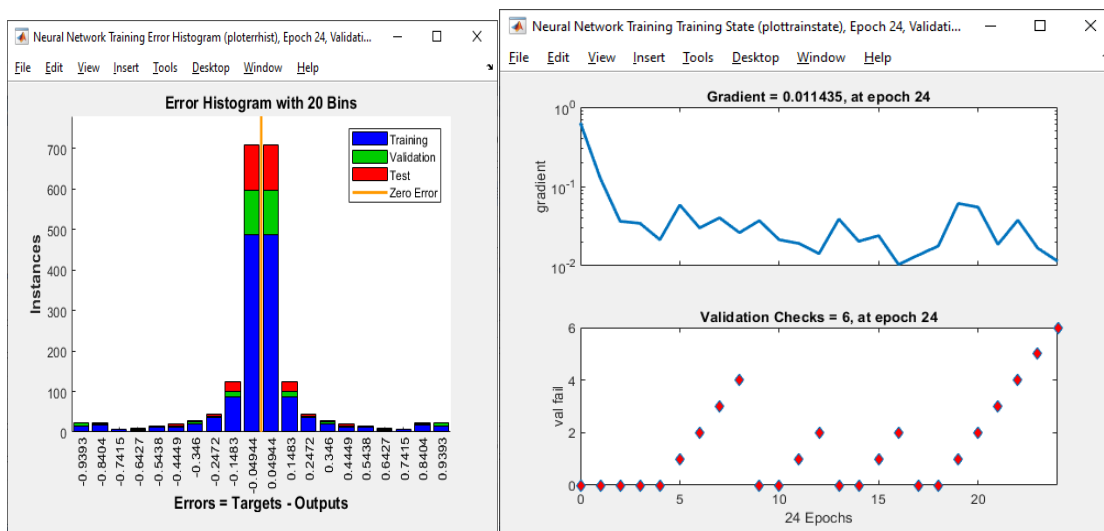 Neural Network Training Error Histogram (ploterrhist), Epoch 24, Validati...
File Edit View Insert Tools Desktop Window Help
Error Histogram with 20 Bins
Training
Validation
Test
Zero Error
Instances
700
600
500
400
300
200
100
0
-0.9393
-0.8404
-0.7415
-0.6427
-0.5438
-0.4449
-0.346
-0.2472
-0.1483
-0.04944
0.04944
0.1483
0.2472
0.346
0.4449
0.5438
0.6427
0.7415
0.8404
0.9393
Errors = Targets - Outputs
Neural Network Training Training State (plottrainstate), Epoch 24, Validati...
File Edit View Insert Tools Desktop Window Help
Gradient = 0.011435, at epoch 24
gradient
10^0
10^-1
10^-2
Validation Checks = 6, at epoch 24
val fail
6
4
2
0
0 5 10 15 20
24 Epochs